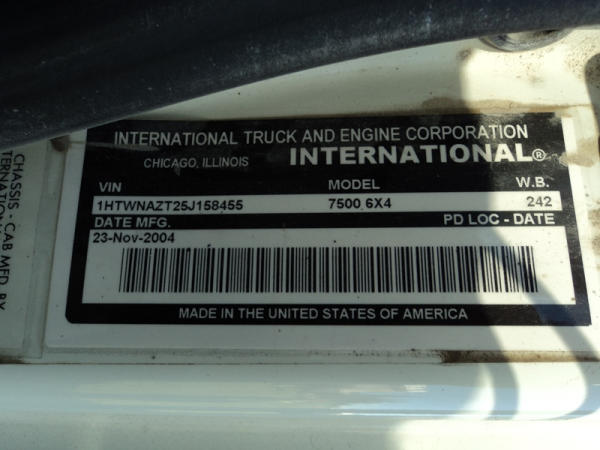 INTERNATIONAL TRUCK AND ENGINE CORPORATION
CHICAGO, ILLINOIS INTERNATIONAL®
VIN MODEL W.B.
1HTWNAZT25J158455 7500 6X4 242
DATE MFG. PD LOC - DATE
23-Nov-2004
MADE IN THE UNITED STATES OF AMERICA
CHASSIS - CAB MFD. BY